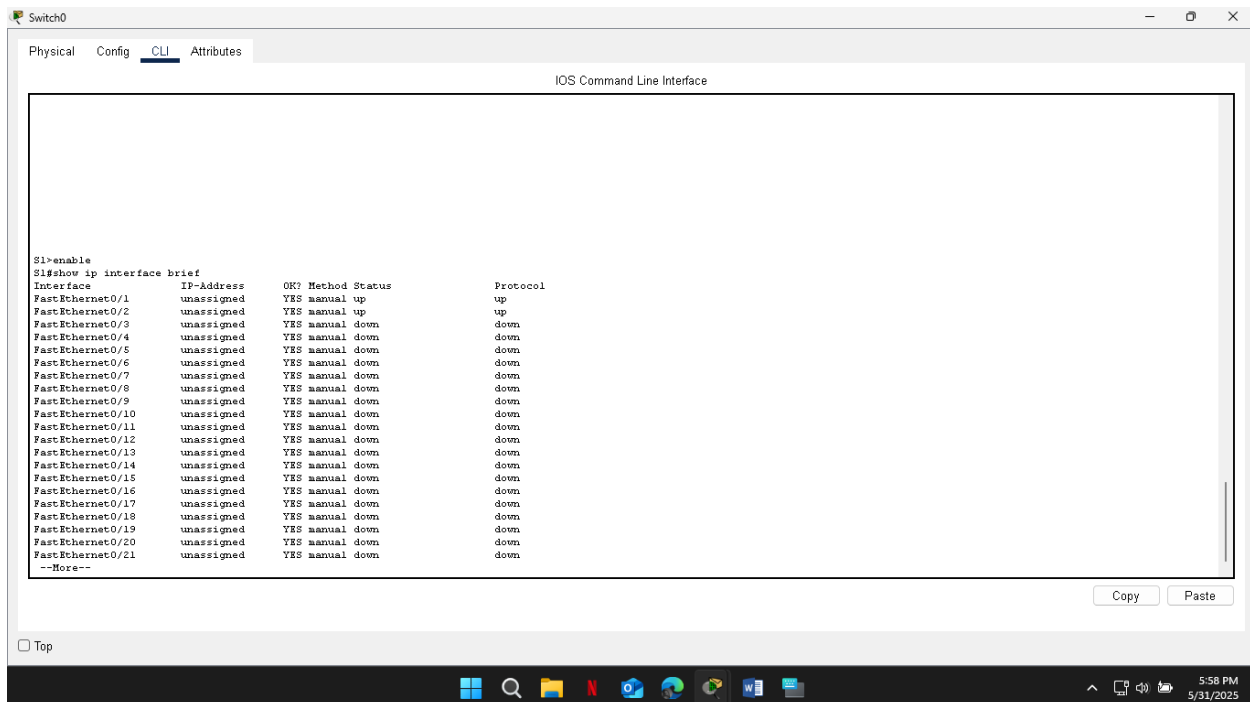 Switch0
Physical Config CLI Attributes
IOS Command Line Interface
S1>enable
S1#show ip interface brief
Interface IP-Address OK? Method Status Protocol
FastEthernet0/1 unassigned YES manual up up
FastEthernet0/2 unassigned YES manual up up
FastEthernet0/3 unassigned YES manual down down
FastEthernet0/4 unassigned YES manual down down
FastEthernet0/5 unassigned YES manual down down
FastEthernet0/6 unassigned YES manual down down
FastEthernet0/7 unassigned YES manual down down
FastEthernet0/8 unassigned YES manual down down
FastEthernet0/9 unassigned YES manual down down
FastEthernet0/10 unassigned YES manual down down
FastEthernet0/11 unassigned YES manual down down
FastEthernet0/12 unassigned YES manual down down
FastEthernet0/13 unassigned YES manual down down
FastEthernet0/14 unassigned YES manual down down
FastEthernet0/15 unassigned YES manual down down
FastEthernet0/16 unassigned YES manual down down
FastEthernet0/17 unassigned YES manual down down
FastEthernet0/18 unassigned YES manual down down
FastEthernet0/19 unassigned YES manual down down
FastEthernet0/20 unassigned YES manual down down
FastEthernet0/21 unassigned YES manual down down
--More--
Copy Paste
Top
N W
5:58 PM
5/31/2025